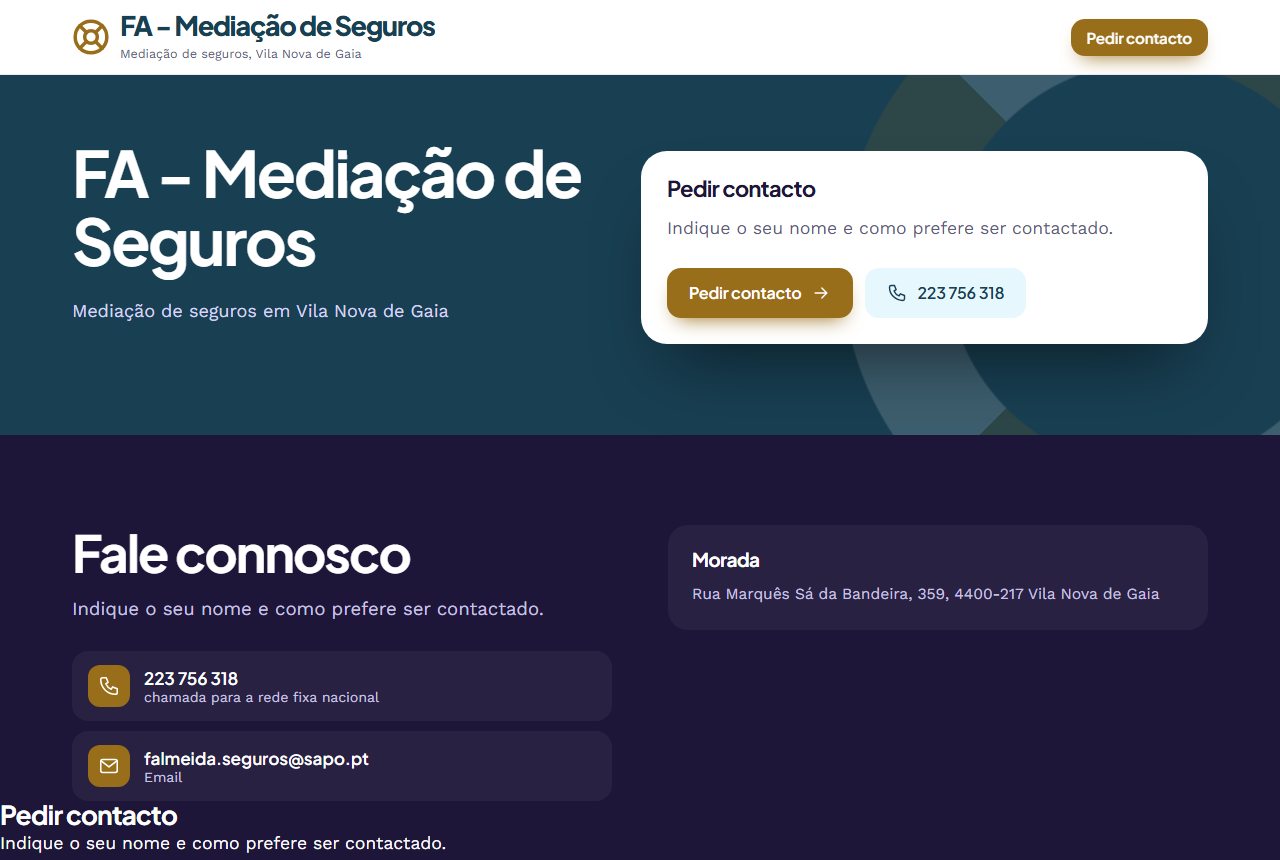 FA – Mediação de Seguros
Mediação de seguros, Vila Nova de Gaia
Pedir contacto
FA – Mediação de
Seguros
Mediação de seguros em Vila Nova de Gaia
Pedir contacto
Indique o seu nome e como prefere ser contactado.
Pedir contacto
223 756 318
Fale connosco
Indique o seu nome e como prefere ser contactado.
223 756 318
chamada para a rede fixa nacional
falmeida.seguros@sapo.pt
Email
Morada
Rua Marquês Sá da Bandeira, 359, 4400-217 Vila Nova de Gaia
Pedir contacto
Indique o seu nome e como prefere ser contactado.